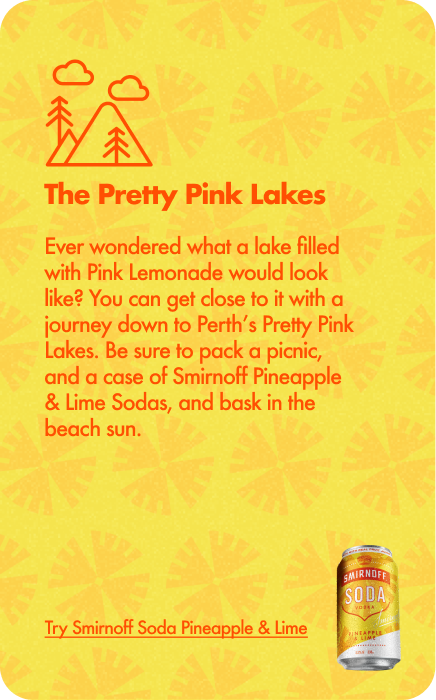 The Pretty Pink Lakes
Ever wondered what a lake filled
with Pink Lemonade would look
like? You can get close to it with a
journey down to Perth's Pretty Pink
Lakes. Be sure to pack a picnic,
and a case of Smirnoff Pineapple
& Lime Sodas, and bask in the
beach sun.
SMIRNOFF
SODA
VODKA
PINEAPPLE
& LIME
Try Smirnoff Soda Pineapple & Lime